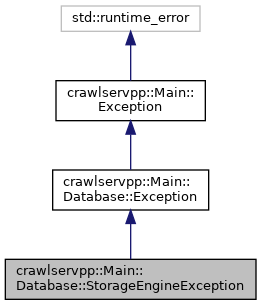 std::runtime_error
crawlservpp::Main::
Exception
crawlservpp::Main::
Database::Exception
crawlservpp::Main::
Database::StorageEngineException